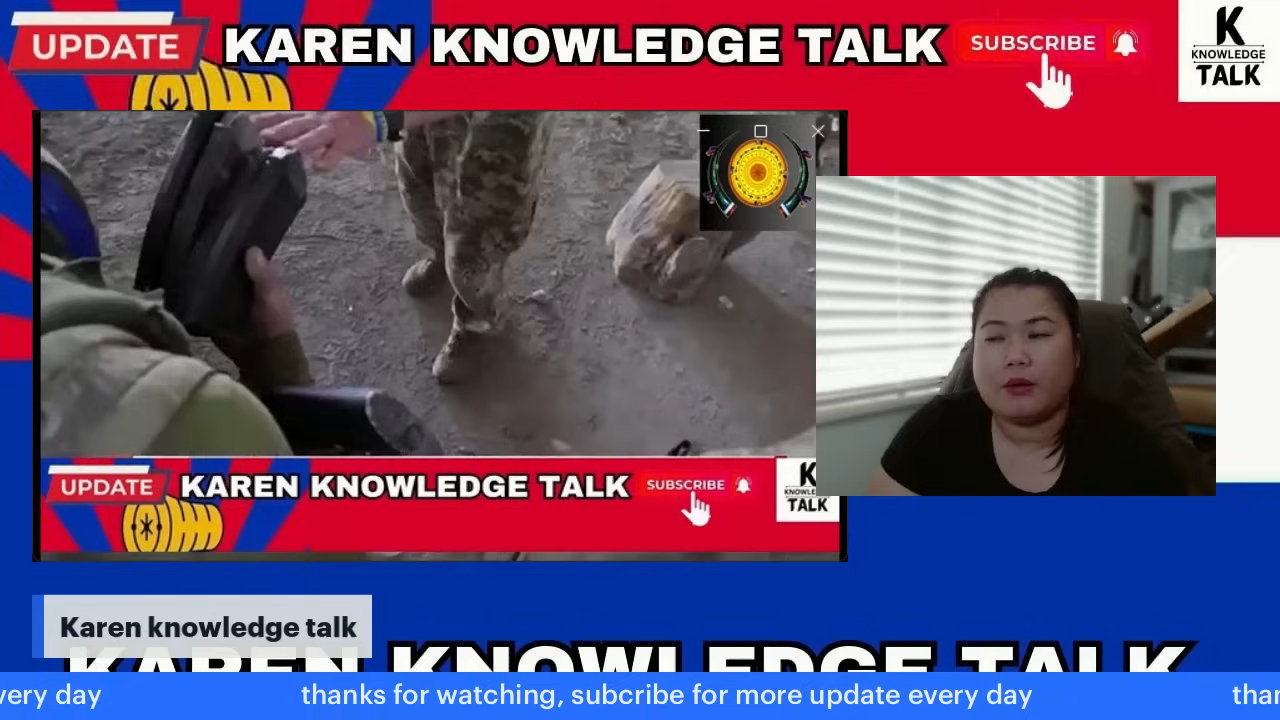 UPDATE
KAREN KNOWLEDGE TALK
SUBSCRIBE
K
KNOWLEDGE
TALK
UPDATE
KAREN KNOWLEDGE TALK
SUBSCRIBE
K
TALK
Karen knowledge talk
KAREN KNOWLEDGE TALK
very day
thanks for watching, subcribe for more update every day